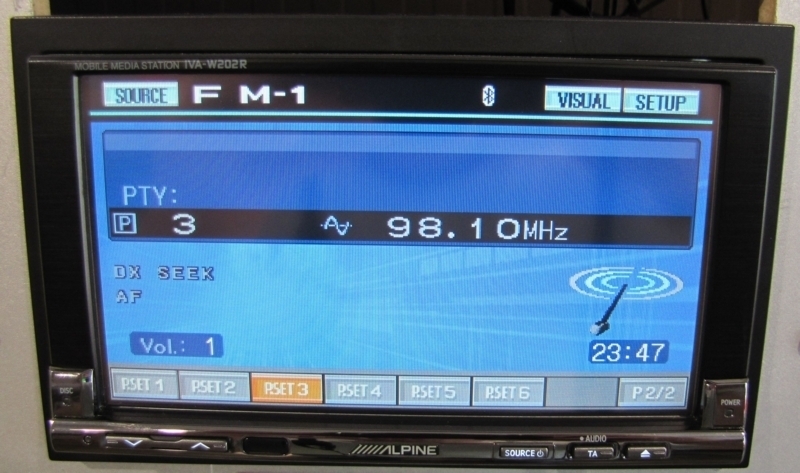 MOBILE MEDIA STATION IVA-W202R
SOURCE FM-1 VISUAL SETUP
PTY:
P 3 98.10MHz
DX SEEK
AF
Vol.: 1 23:47
P.SET 1 P.SET 2 P.SET 3 P.SET 4 P.SET 5 P.SET 6 P 2/2
DISC POWER
AUDIO
ALPINE SOURCE TA